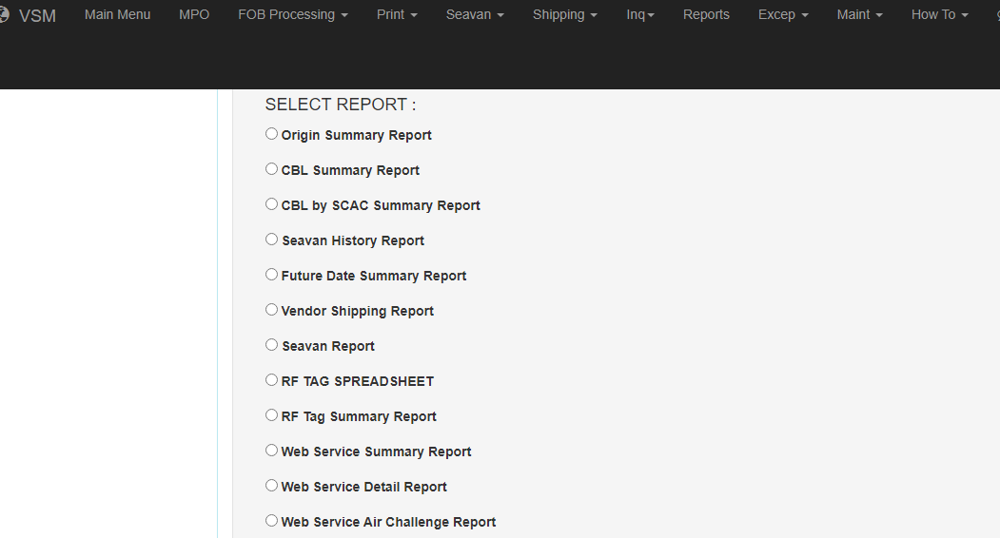 VSM Main Menu MPO FOB Processing Print Seavan Shipping Inq Reports Excep Maint How To
SELECT REPORT :
Origin Summary Report
CBL Summary Report
CBL by SCAC Summary Report
Seavan History Report
Future Date Summary Report
Vendor Shipping Report
Seavan Report
RF TAG SPREADSHEET
RF Tag Summary Report
Web Service Summary Report
Web Service Detail Report
Web Service Air Challenge Report